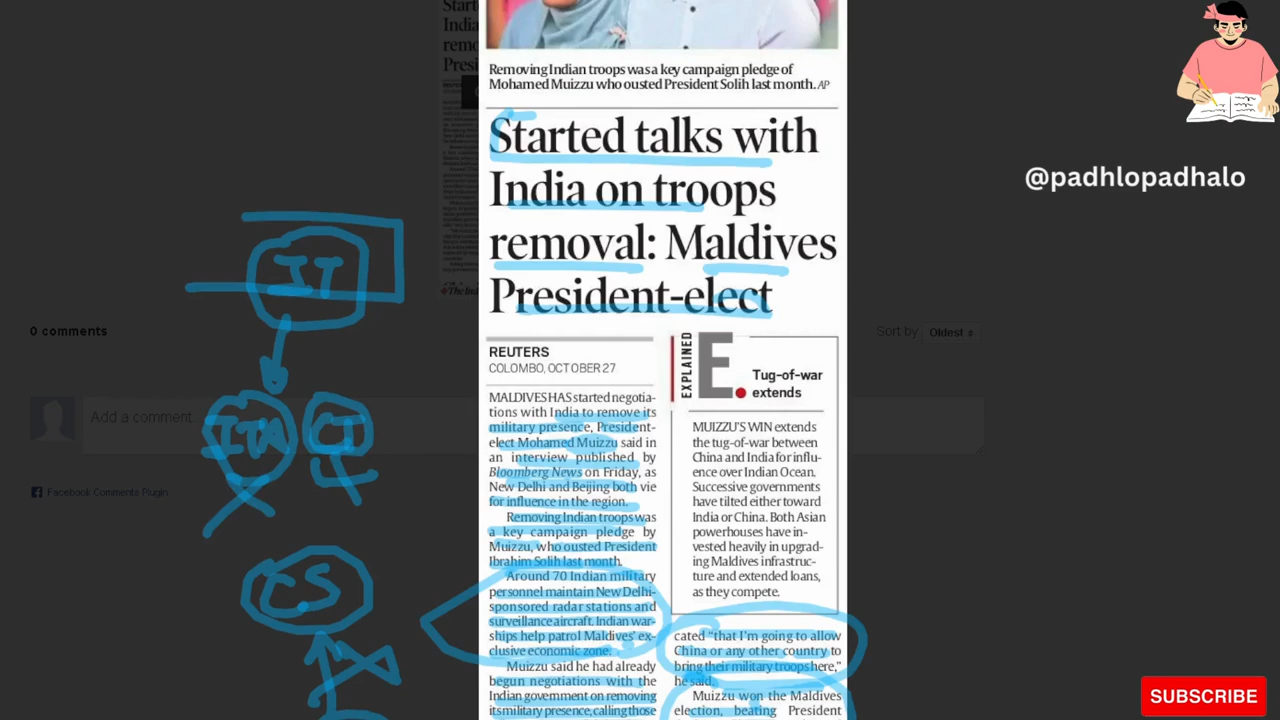 Removing Indian troops was a key campaign pledge of
Mohamed Muizzu who ousted President Solih last month. AP
Started talks with
India on troops
removal: Maldives
President-elect
REUTERS
COLOMBO, OCTOBER 27
MALDIVES HAS started negotia-
tions with India to remove its
military presence, President-
elect Mohamed Muizzu said in
an interview published by
Bloomberg News on Friday, as
New Delhi and Beijing both vie
for influence in the region.
Removing Indian troops was
a key campaign pledge by
Muizzu, who ousted President
Ibrahim Solih last month.
Around 70 Indian military
personnel maintain New Delhi-
sponsored radar stations and
surveillance aircraft. Indian war-
ships help patrol Maldives' ex-
clusive economic zone.
Muizzu said he had already
begun negotiations with the
Indian government on removing
its military presence, calling those
EXPLAINED
E.
Tug-of-war
extends
MUIZZU'S WIN extends
the tug-of-war between
China and India for influ-
ence over Indian Ocean.
Successive governments
have tilted either toward
India or China. Both Asian
powerhouses have in-
vested heavily in upgrad-
ing Maldives infrastruc-
ture and extended loans,
as they compete.
cated “that I'm going to allow
China or any other country to
bring their military troops here,”
he said.
Muizzu won the Maldives
election, beating President
IT
CS
0 comments
Sort by Oldest
Add a comment...
Facebook Comments Plugin
@padhlopadhalo
SUBSCRIBE